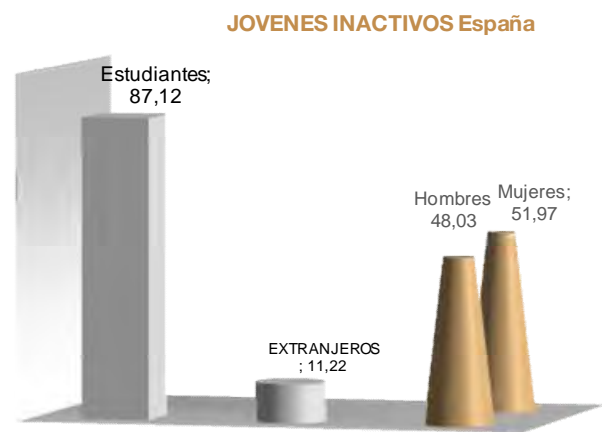 JOVENES INACTIVOS España
Estudiantes;
87,12
Hombres
48,03
Mujeres;
51,97
EXTRANJEROS
; 11,22